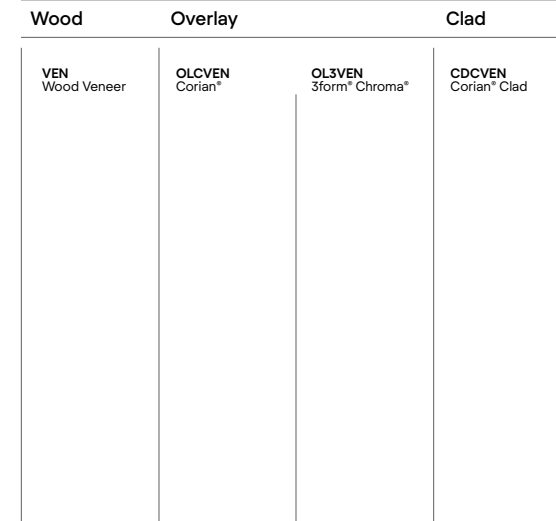 Wood
Overlay
Clad
VEN
Wood Veneer
OLCVEN
Corian®
OL3VEN
3form® Chroma®
CDCVEN
Corian® Clad